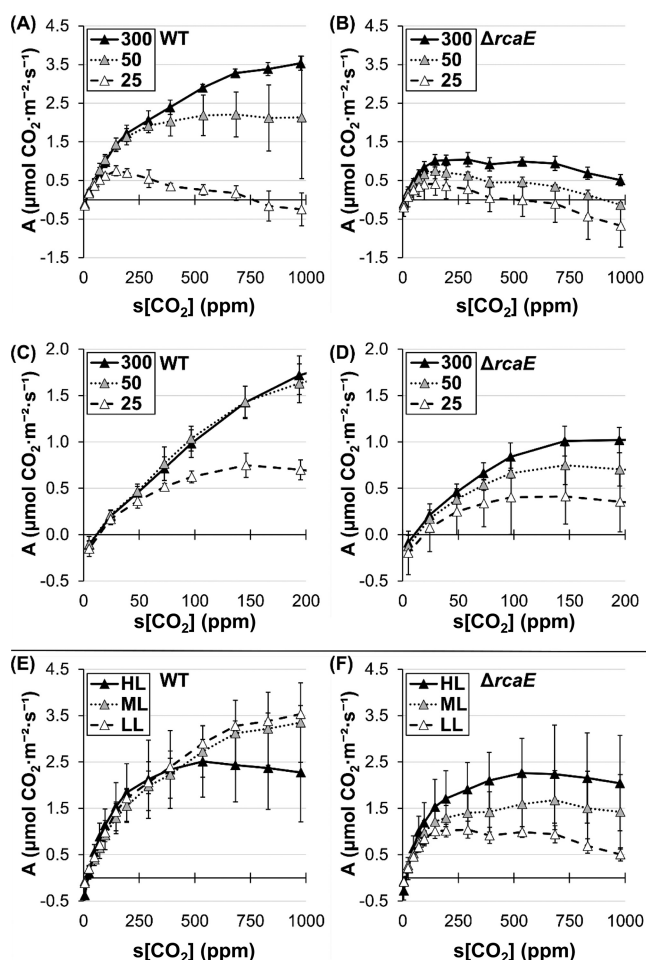 (A)
WT
300
50
25
4.5
3.5
2.5
1.5
0.5
-0.5
-1.5
A (µmol CO₂·m⁻²·s⁻¹)
0 250 500 750 1000
s[CO₂] (ppm)
(B)
ΔrcaE
300
50
25
4.5
3.5
2.5
1.5
0.5
-0.5
-1.5
A (µmol CO₂·m⁻²·s⁻¹)
0 250 500 750 1000
s[CO₂] (ppm)
(C)
WT
300
50
25
2.0
1.5
1.0
0.5
0.0
-0.5
A (µmol CO₂·m⁻²·s⁻¹)
0 50 100 150 200
s[CO₂] (ppm)
(D)
ΔrcaE
300
50
25
2.0
1.5
1.0
0.5
0.0
-0.5
A (µmol CO₂·m⁻²·s⁻¹)
0 50 100 150 200
s[CO₂] (ppm)
(E)
WT
HL
ML
LL
4.5
3.5
2.5
1.5
0.5
-0.5
A (µmol CO₂·m⁻²·s⁻¹)
0 250 500 750 1000
s[CO₂] (ppm)
(F)
ΔrcaE
HL
ML
LL
4.5
3.5
2.5
1.5
0.5
-0.5
A (µmol CO₂·m⁻²·s⁻¹)
0 250 500 750 1000
s[CO₂] (ppm)